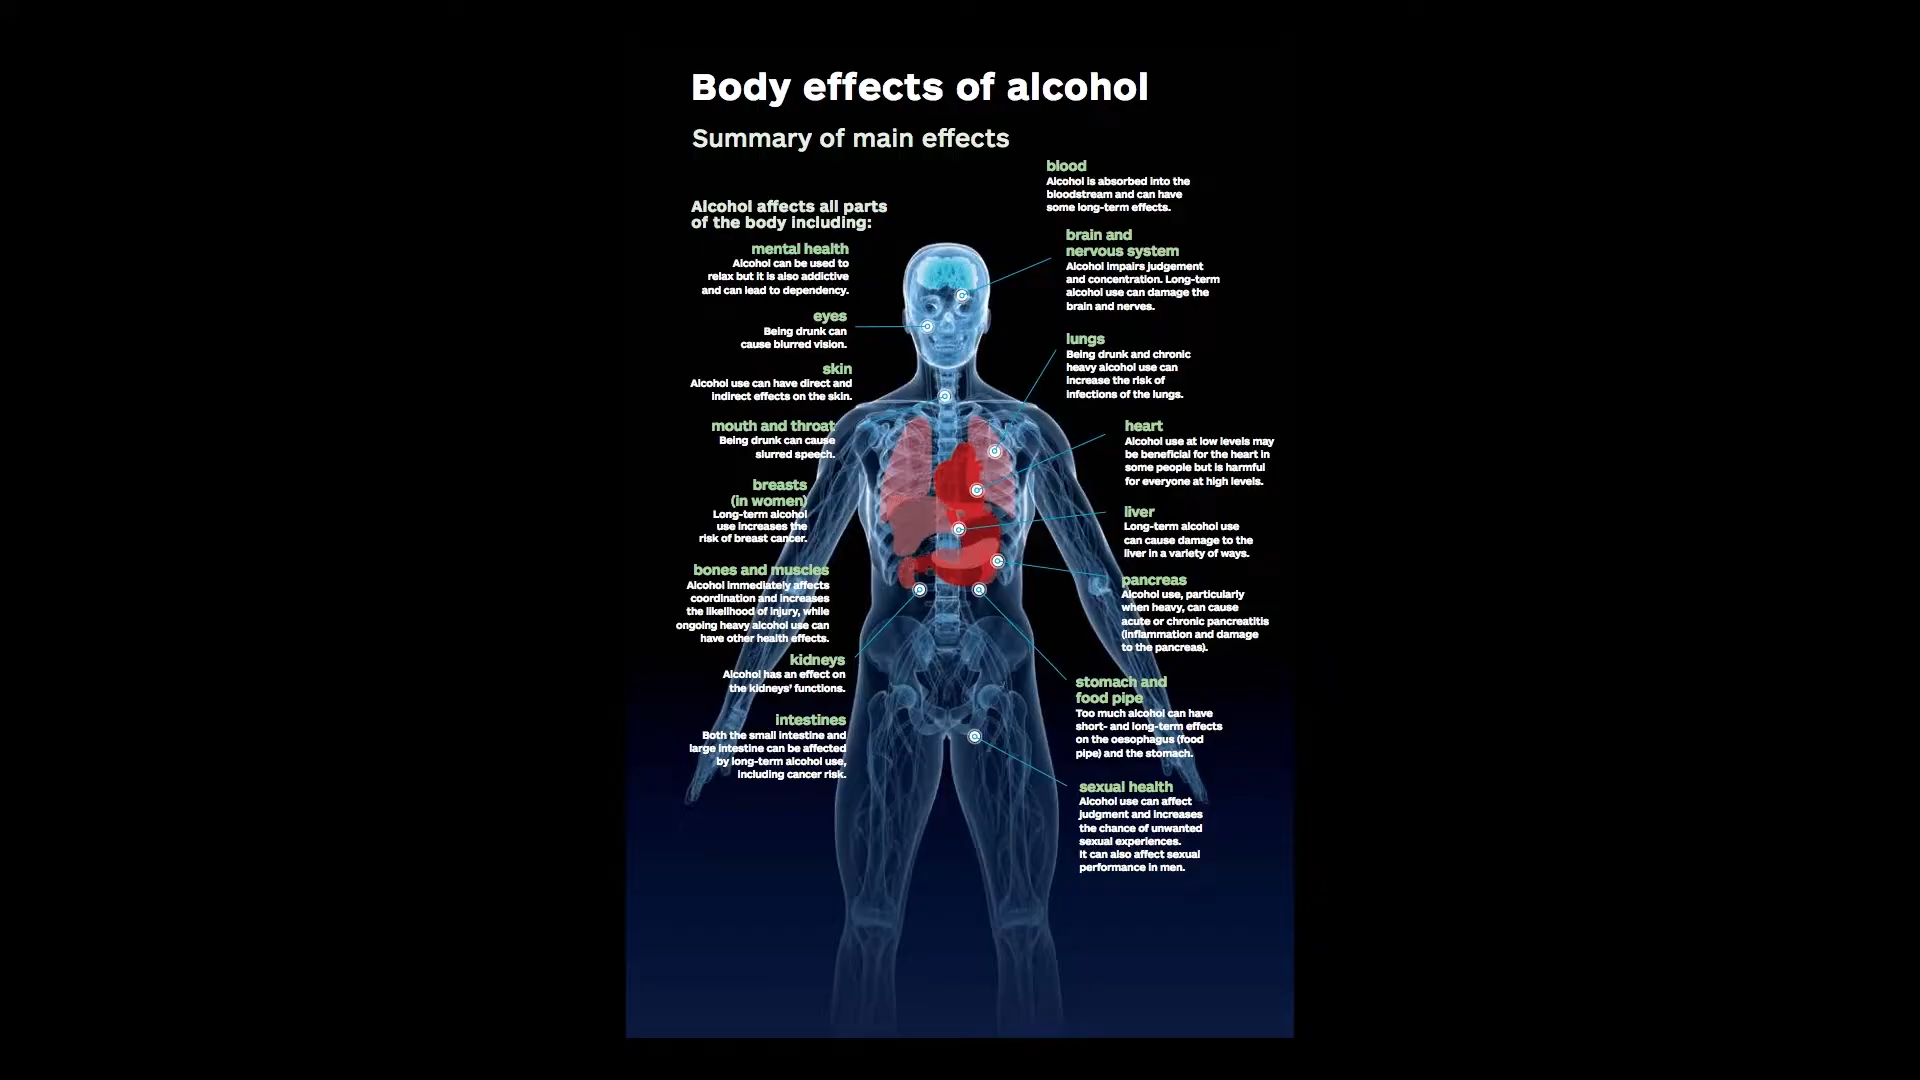 Body effects of alcohol
Summary of main effects
Alcohol affects all parts
of the body including:
mental health
Alcohol can be used to
relax but it is also addictive
and can lead to dependency.
eyes
Being drunk can
cause blurred vision.
skin
Alcohol use can have direct and
indirect effects on the skin.
mouth and throat
Being drunk can cause
slurred speech.
breasts
(in women)
Long-term alcohol
use increases the
risk of breast cancer.
bones and muscles
Alcohol immediately affects
coordination and increases
the likelihood of injury, while
ongoing heavy alcohol use can
have other health effects.
kidneys
Alcohol has an effect on
the kidneys' functions.
intestines
Both the small intestine and
large intestine can be affected
by long-term alcohol use,
including cancer risk.
blood
Alcohol is absorbed into the
bloodstream and can have
some long-term effects.
brain and
nervous system
Alcohol impairs judgement
and concentration. Long-term
alcohol use can damage the
brain and nerves.
lungs
Being drunk and chronic
heavy alcohol use can
increase the risk of
infections of the lungs.
heart
Alcohol use at low levels may
be beneficial for the heart in
some people but is harmful
for everyone at high levels.
liver
Long-term alcohol use
can cause damage to the
liver in a variety of ways.
pancreas
Alcohol use, particularly
when heavy, can cause
acute or chronic pancreatitis
(inflammation and damage
to the pancreas).
stomach and
food pipe
Too much alcohol can have
short- and long-term effects
on the oesophagus (food
pipe) and the stomach.
sexual health
Alcohol use can affect
judgment and increases
the chance of unwanted
sexual experiences.
It can also affect sexual
performance in men.